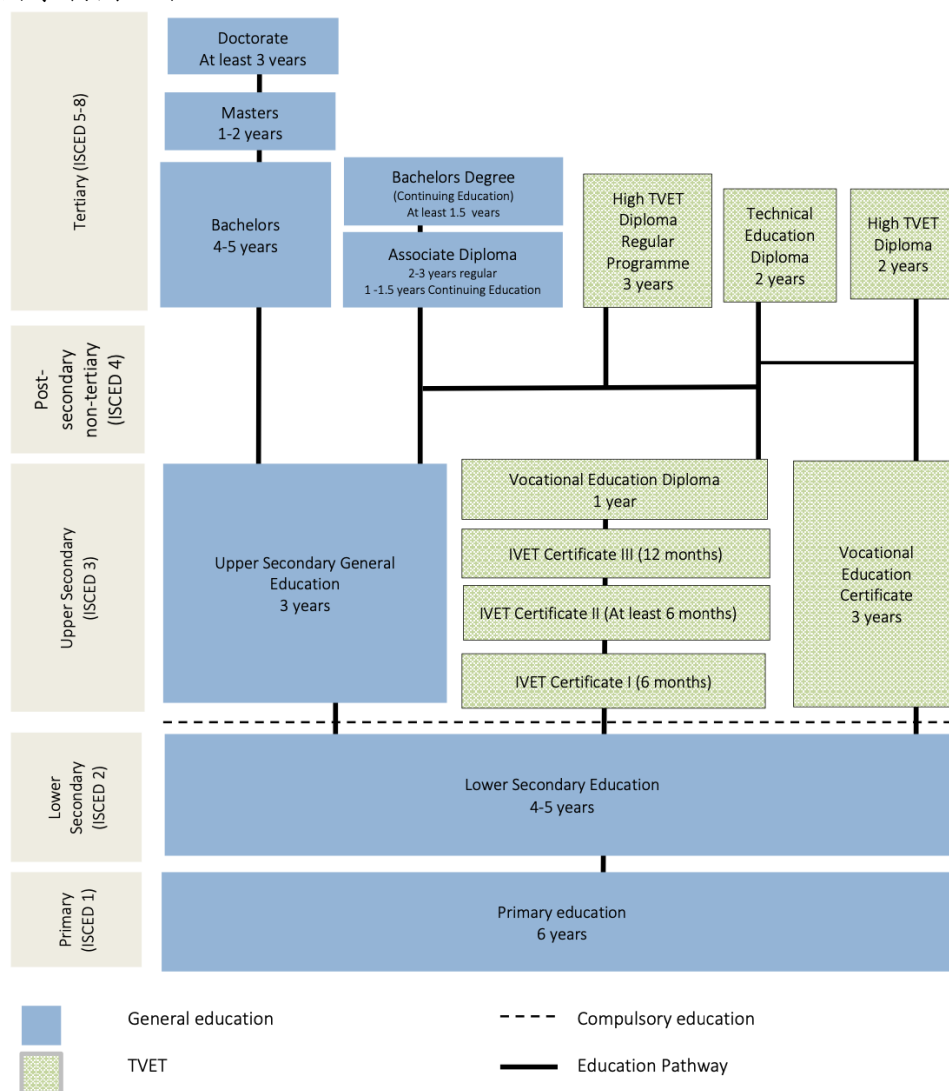 Tertiary (ISCED 5-8)
Doctorate
At least 3 years
Masters
1-2 years
Bachelors
4-5 years
Bachelors Degree
(Continuing Education)
At least 1.5 years
Associate Diploma
2-3 years regular
1 -1.5 years Continuing Education
High TVET
Diploma
Regular
Programme
3 years
Technical
Education
Diploma
2 years
High TVET
Diploma
2 years
Post-
secondary
non-tertiary
(ISCED 4)
Upper Secondary
(ISCED 3)
Upper Secondary General
Education
3 years
Vocational Education Diploma
1 year
IVET Certificate III (12 months)
IVET Certificate II (At least 6 months)
IVET Certificate I (6 months)
Vocational
Education
Certificate
3 years
Lower
Secondary
(ISCED 2)
Lower Secondary Education
4-5 years
Primary
(ISCED 1)
Primary education
6 years
General education
Compulsory education
TVET
Education Pathway